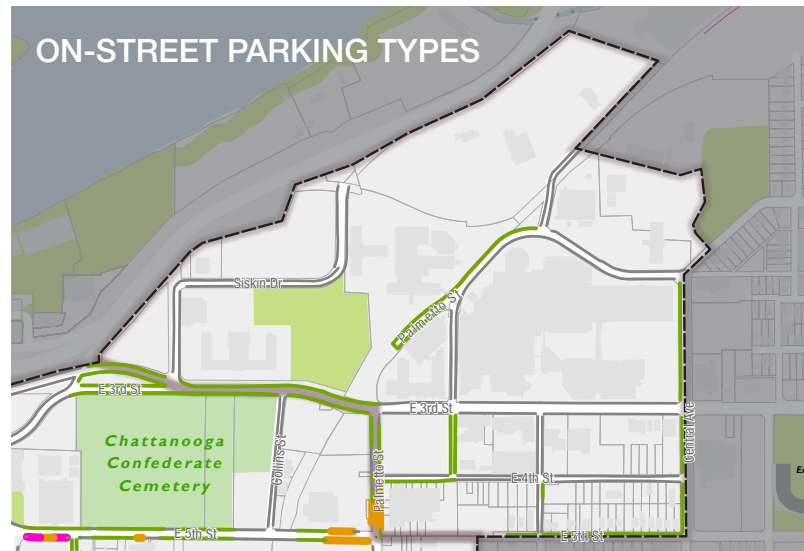 ON-STREET PARKING TYPES
Siskin Dr
Palmetto St
E 3rd St
E 3rd St
Central Ave
Chattanooga
Confederate
Cemetery
Collins St
Palmetto St
E 4th St
E 5th St
E 5th St